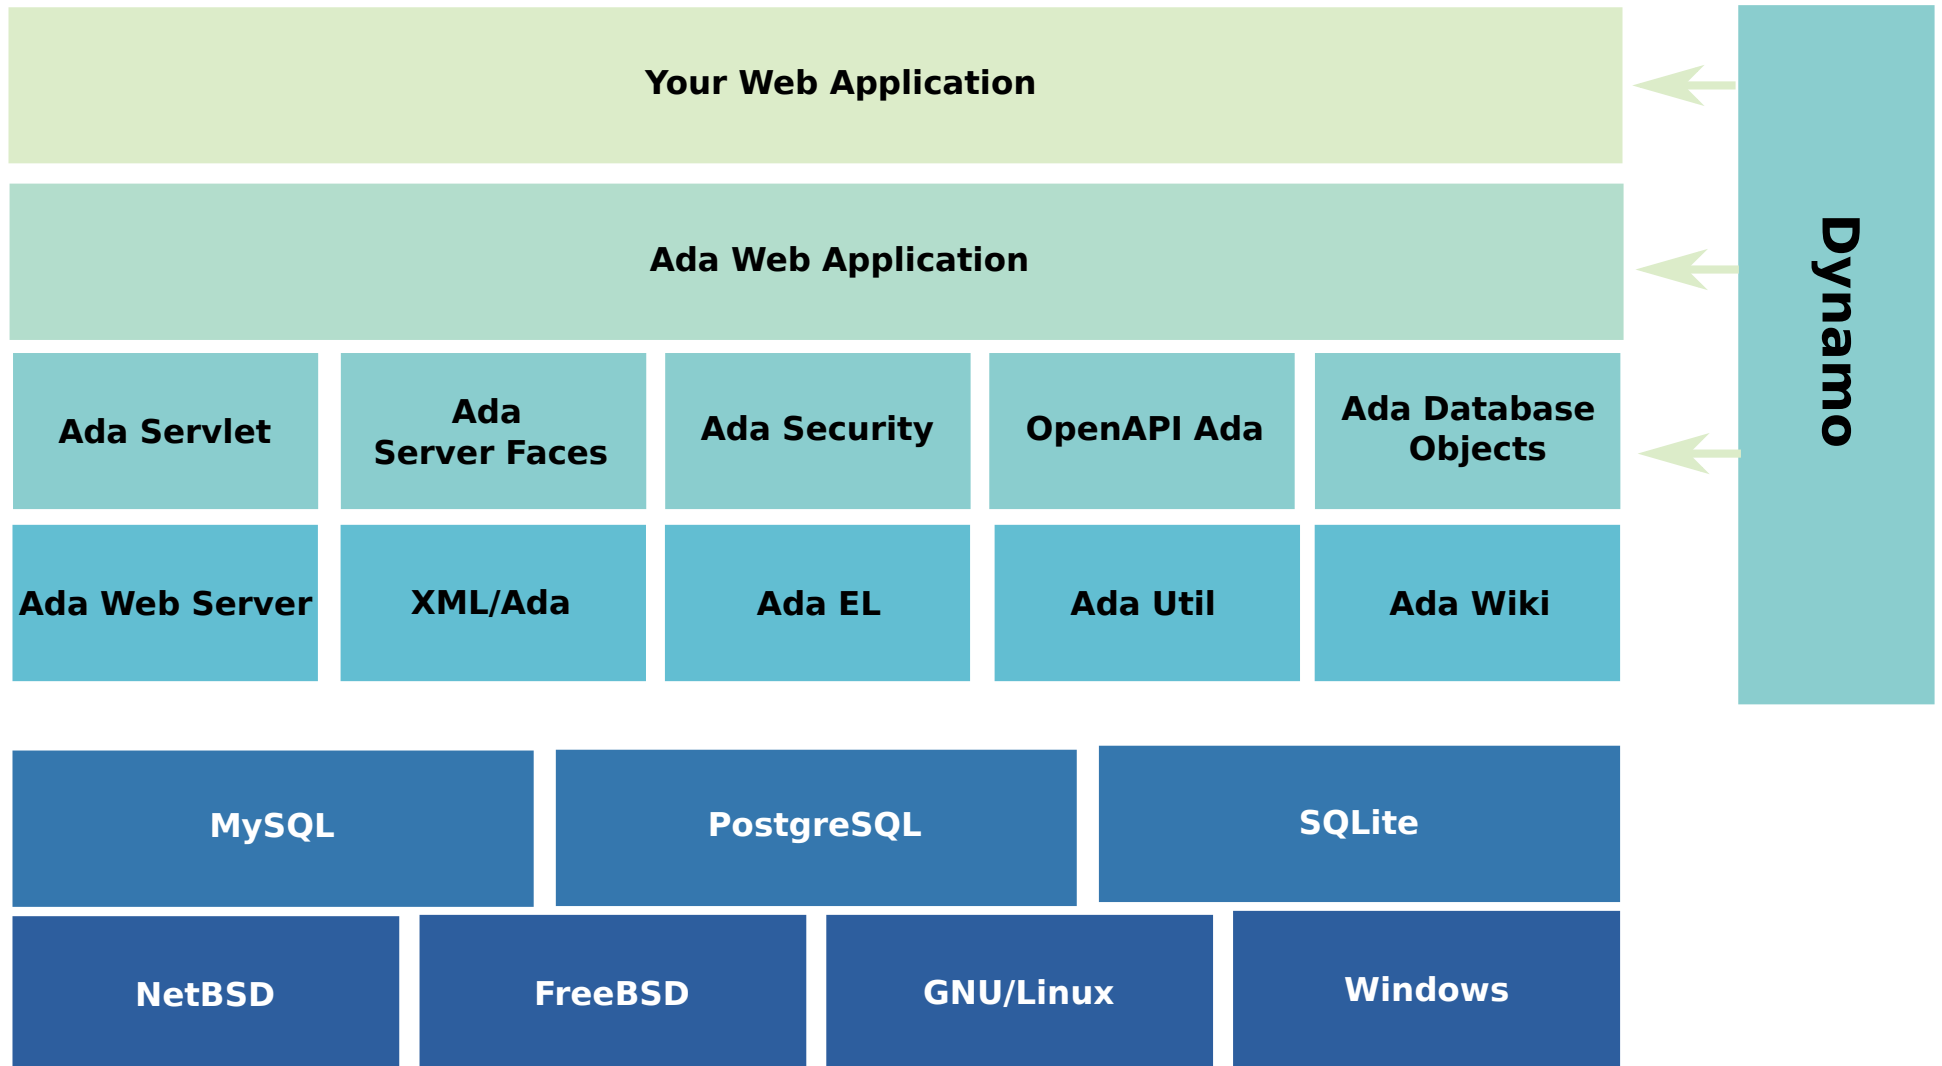 Your Web Application
Ada Web Application
Ada Servlet
Ada
Server Faces
Ada Security
OpenAPI Ada
Ada Database
Objects
Ada Web Server
XML/Ada
Ada EL
Ada Util
Ada Wiki
MySQL
PostgreSQL
SQLite
NetBSD
FreeBSD
GNU/Linux
Windows
Dynamo